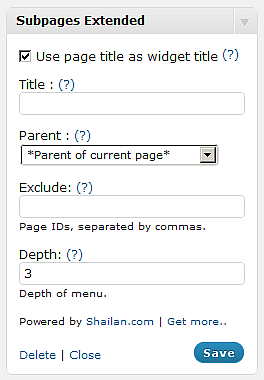 Subpages Extended
Use page title as widget title (?)
Title : (?)
Parent : (?)
*Parent of current page*
Exclude: (?)
Page IDs, separated by commas.
Depth: (?)
3
Depth of menu.
Powered by Shailan.com | Get more..
Delete | Close
Save